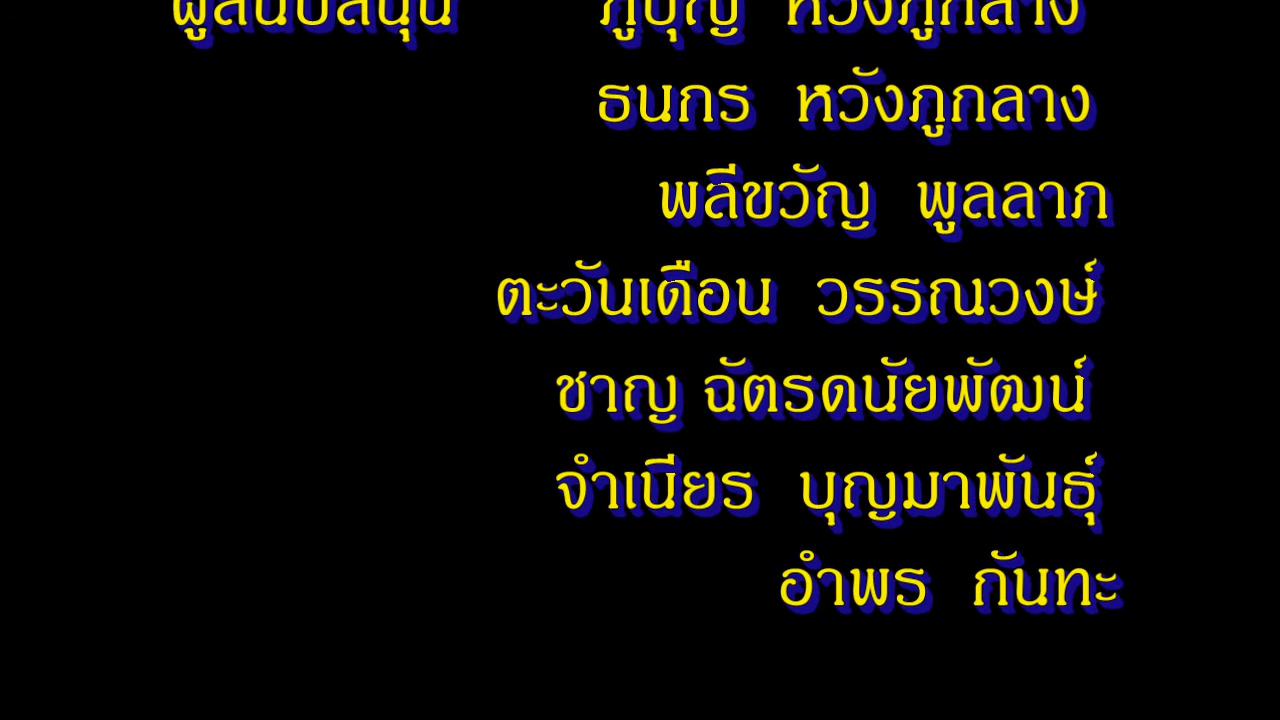 ผู้สนับสนุน ภูบุญ หวังภูกลาง
ธนกร หวังภูกลาง
พลีขวัญ พูลลาภ
ตะวันเดือน วรรณวงษ์
ชาญ ฉัตรดนัยพัฒน์
จำเนียร บุญมาพันธุ์
อำพร กันทะ